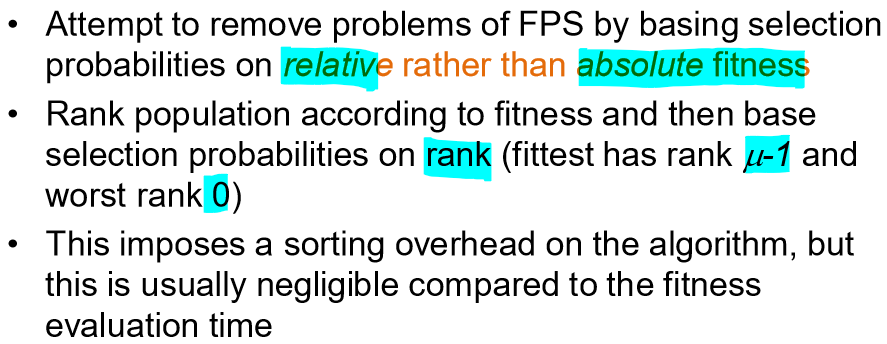 • Attempt to remove problems of FPS by basing selection
probabilities on relative rather than absolute fitness
• Rank population according to fitness and then base
selection probabilities on rank (fittest has rank μ-1 and
worst rank 0)
• This imposes a sorting overhead on the algorithm, but
this is usually negligible compared to the fitness
evaluation time